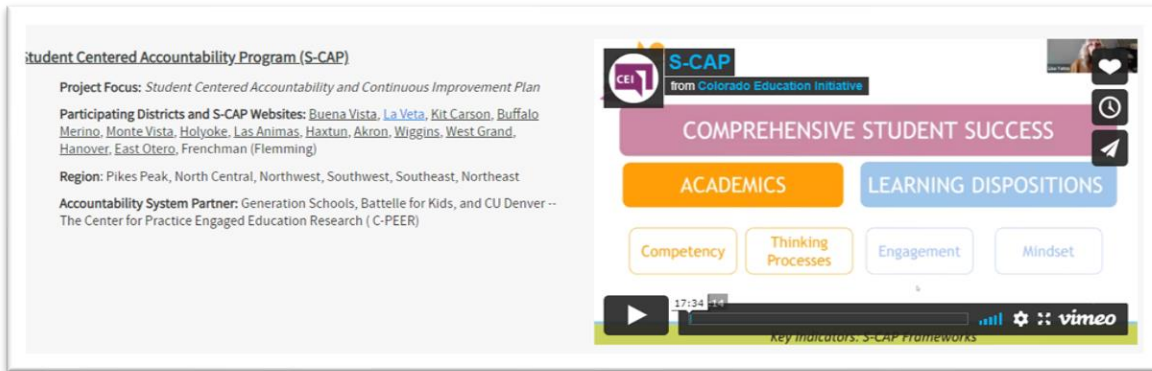 Student Centered Accountability Program (S-CAP)
Project Focus: Student Centered Accountability and Continuous Improvement Plan
Participating Districts and S-CAP Websites: Buena Vista, La Veta, Kit Carson, Buffalo
Merino, Monte Vista, Holyoke, Las Animas, Haxtun, Akron, Wiggins, West Grand,
Hanover, East Otero, Frenchman (Flemming)
Region: Pikes Peak, North Central, Northwest, Southwest, Southeast, Northeast
Accountability System Partner: Generation Schools, Battelle for Kids, and CU Denver --
The Center for Practice Engaged Education Research ( C-PEER)
CEI
S-CAP
from Colorado Education Initiative
COMPREHENSIVE STUDENT SUCCESS
ACADEMICS
LEARNING DISPOSITIONS
Competency
Thinking
Processes
Engagement
Mindset
17:34
vimeo
Key Indicators: S-CAP Frameworks